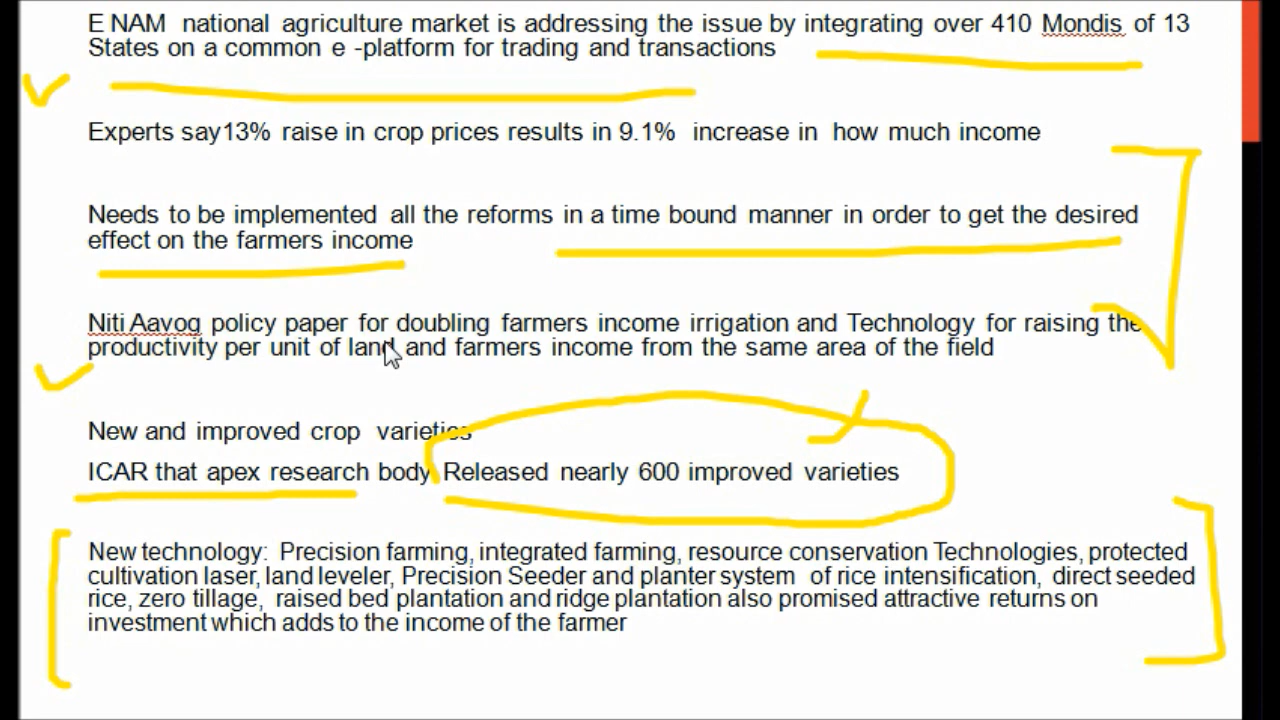 E NAM national agriculture market is addressing the issue by integrating over 410 Mondis of 13
States on a common e -platform for trading and transactions
Experts say13% raise in crop prices results in 9.1% increase in how much income
Needs to be implemented all the reforms in a time bound manner in order to get the desired
effect on the farmers income
Niti Aavog policy paper for doubling farmers income irrigation and Technology for raising the
productivity per unit of land and farmers income from the same area of the field
New and improved crop varieties
ICAR that apex research body Released nearly 600 improved varieties
New technology: Precision farming, integrated farming, resource conservation Technologies, protected
cultivation laser, land leveler, Precision Seeder and planter system of rice intensification, direct seeded
rice, zero tillage, raised bed plantation and ridge plantation also promised attractive returns on
investment which adds to the income of the farmer